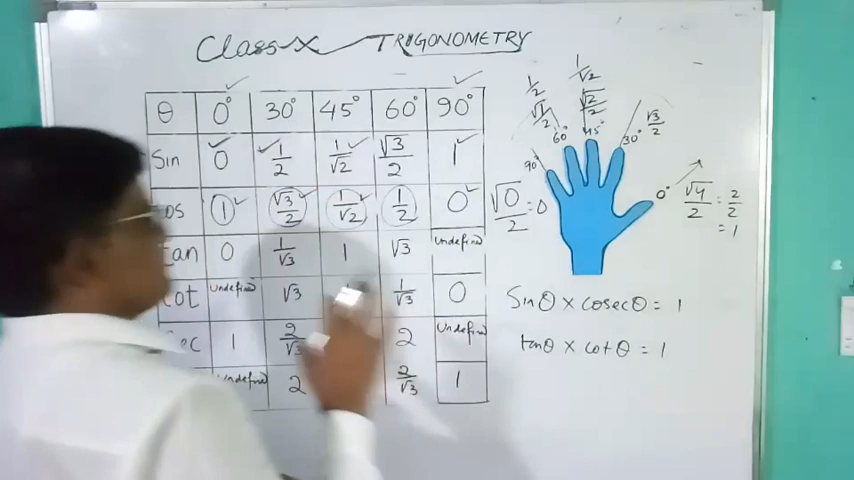 Class X TRIGONOMETRY
θ 0° 30° 45° 60° 90°
Sin 0 1/2 1/√2 √3/2 1
os 1 √3/2 1/√2 1/2 0
tan 0 1/√3 1 √3 undefined
cot undefined √3 1/√3 0
ec 1 2/√3 2 Undefined
undefined 2 2/√3 1
1/2 1/√2
√1/2 √2/2 √3/2
60° 45° 30°
90° 0°
√0/2 = 0 √4/2 = 2/2
= 1
Sinθ × cosecθ = 1
tanθ × cotθ = 1